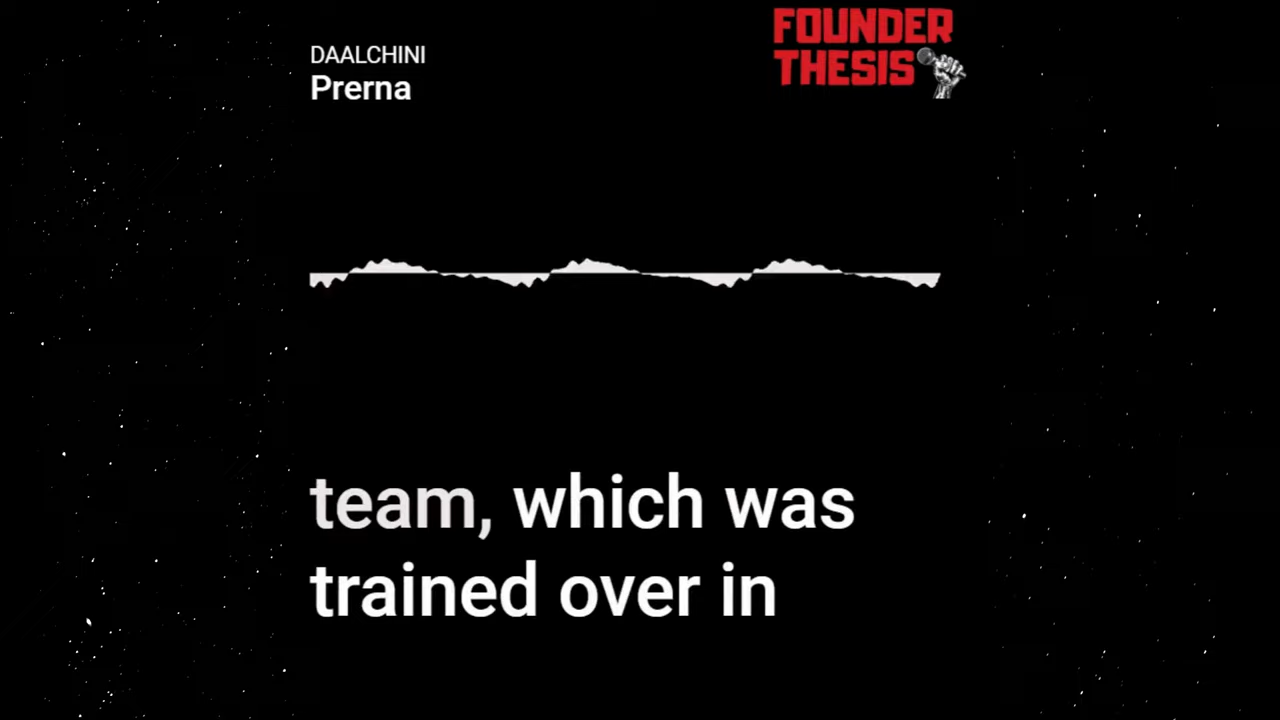 DAALCHINI
Prerna
FOUNDER
THESIS
team, which was
trained over in